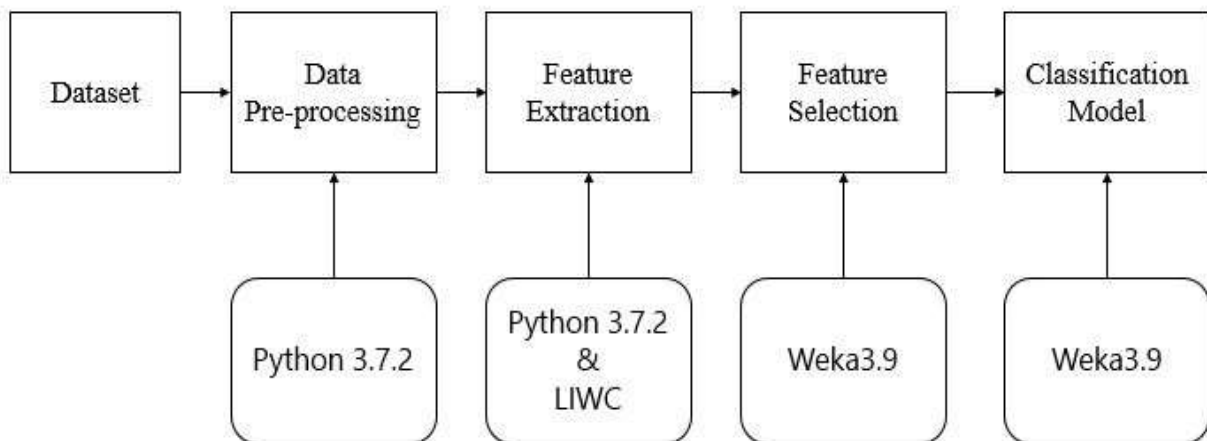 Dataset
Data
Pre-processing
Feature
Extraction
Feature
Selection
Classification
Model
Python 3.7.2
Python 3.7.2
&
LIWC
Weka3.9
Weka3.9